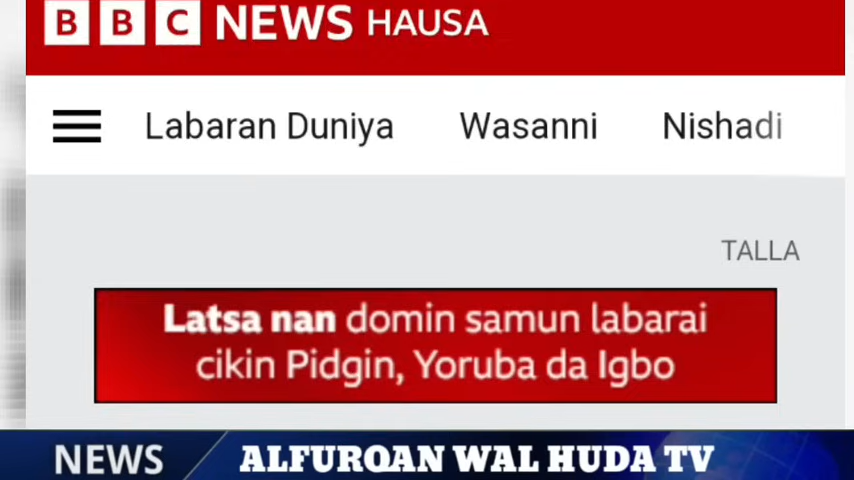 BBC NEWS HAUSA
Labaran Duniya Wasanni Nishadi
TALLA
Latsa nan domin samun labarai
cikin Pidgin, Yoruba da Igbo
NEWS ALFURQAN WAL HUDA TV